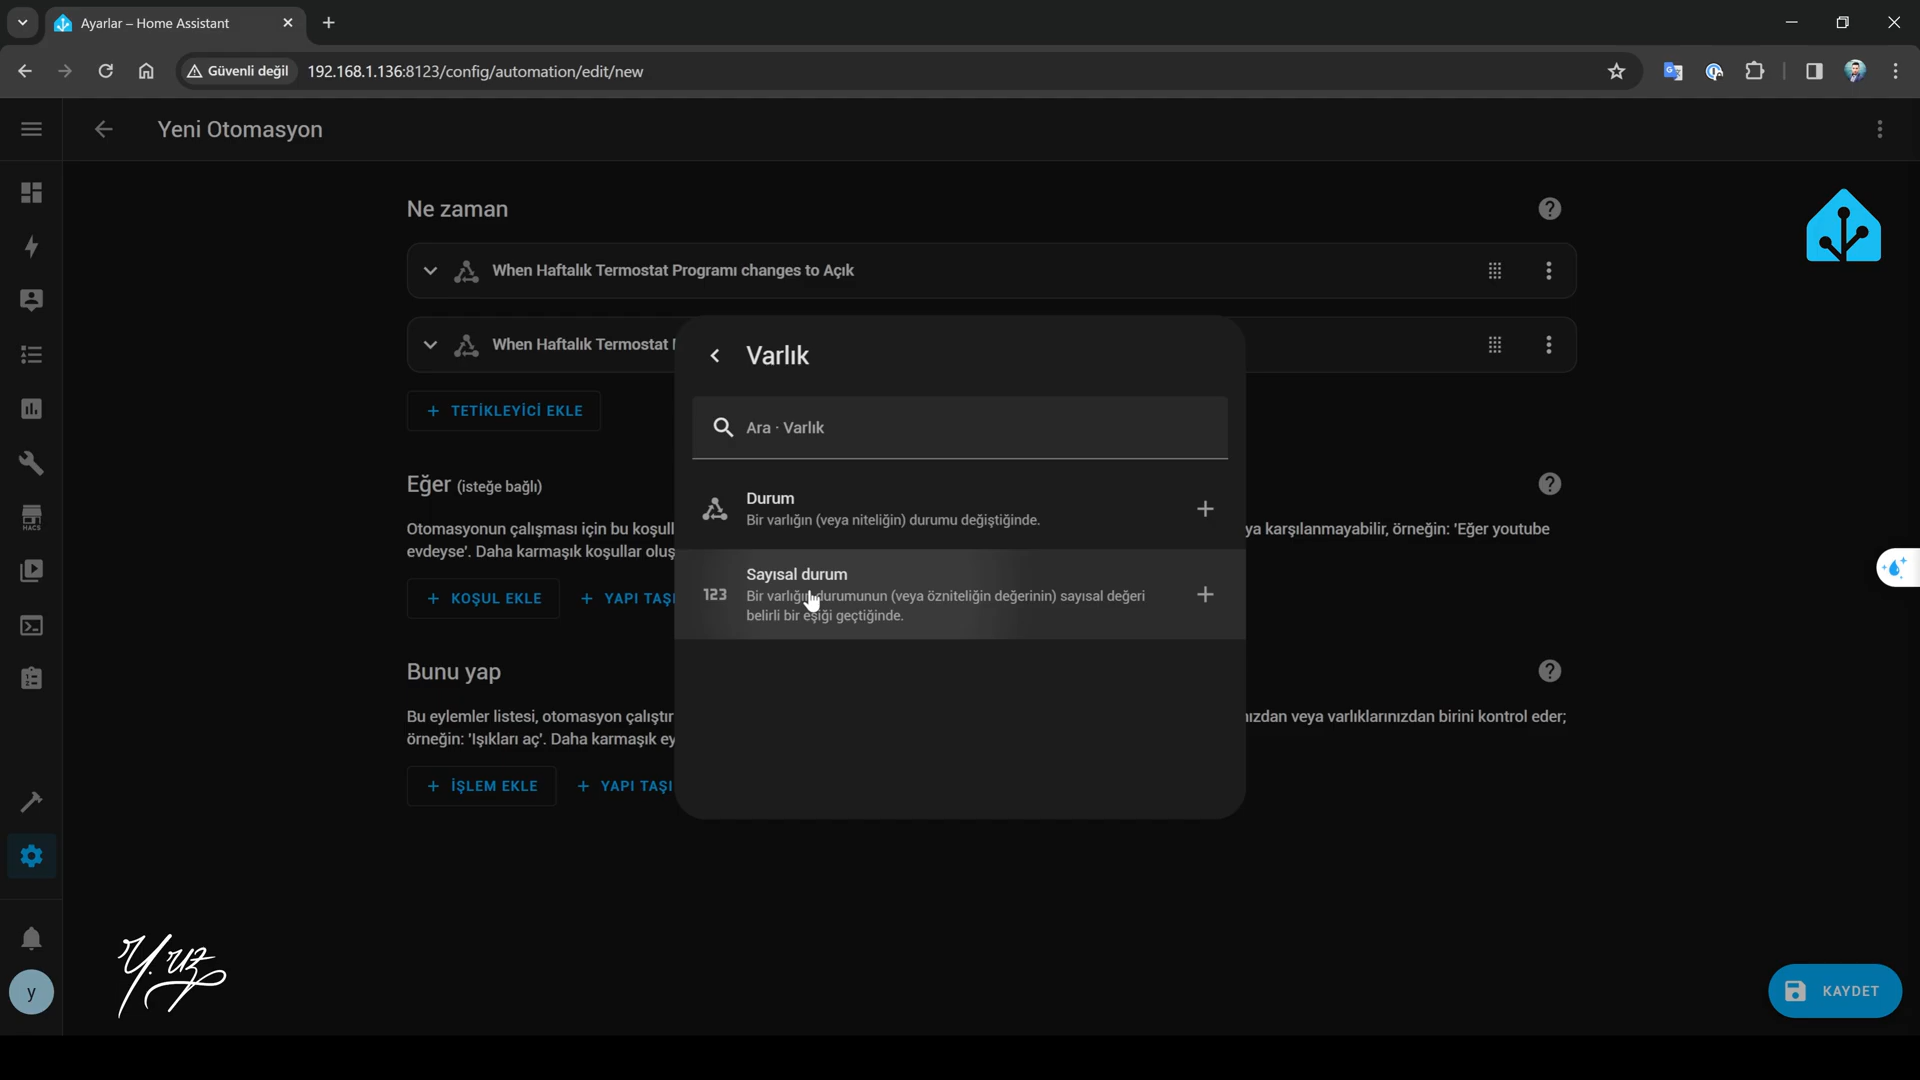 Ayarlar – Home Assistant
Güvenli değil
192.168.1.136:8123/config/automation/edit/new
Yeni Otomasyon
Ne zaman
When Haftalık Termostat Programı changes to Açık
When Haftalık Termostat
+ TETİKLEYİCİ EKLE
Eğer (isteğe bağlı)
Otomasyonun çalışması için bu koşull
ya karşılanmayabilir, örneğin: 'Eğer youtube
evdeyse'. Daha karmaşık koşullar oluş
+ KOŞUL EKLE
+ YAPI TAŞI
Bunu yap
Bu eylemler listesi, otomasyon çalıştır
ızdan veya varlıklarınızdan birini kontrol eder;
örneğin: 'Işıkları aç'. Daha karmaşık ey
+ İŞLEM EKLE
+ YAPI TAŞI
Varlık
Ara · Varlık
Durum
Bir varlığın (veya niteliğin) durumu değiştiğinde.
123
Sayısal durum
Bir varlığın durumunun (veya özniteliğin değerinin) sayısal değeri
belirli bir eşiği geçtiğinde.
HACS
y
Y.uz
KAYDET